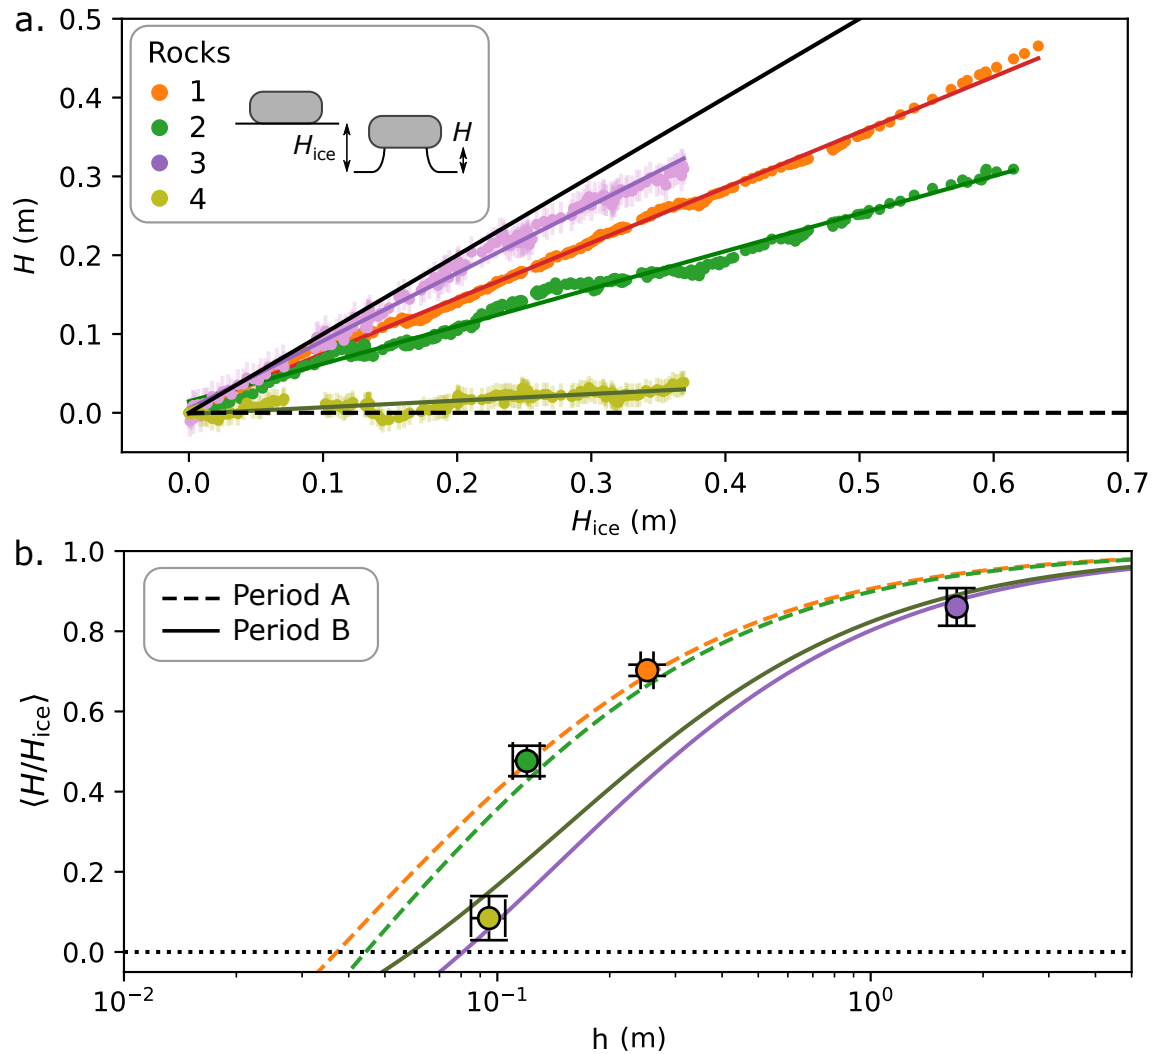 a.
Rocks
1
2
3
4
H_ice
H
0.5
0.4
0.3
0.2
0.1
0.0
H (m)
0.0 0.1 0.2 0.3 0.4 0.5 0.6 0.7
H_ice (m)
b.
Period A
Period B
1.0
0.8
0.6
0.4
0.2
0.0
⟨H/H_ice⟩
10⁻² 10⁻¹ 10⁰
h (m)